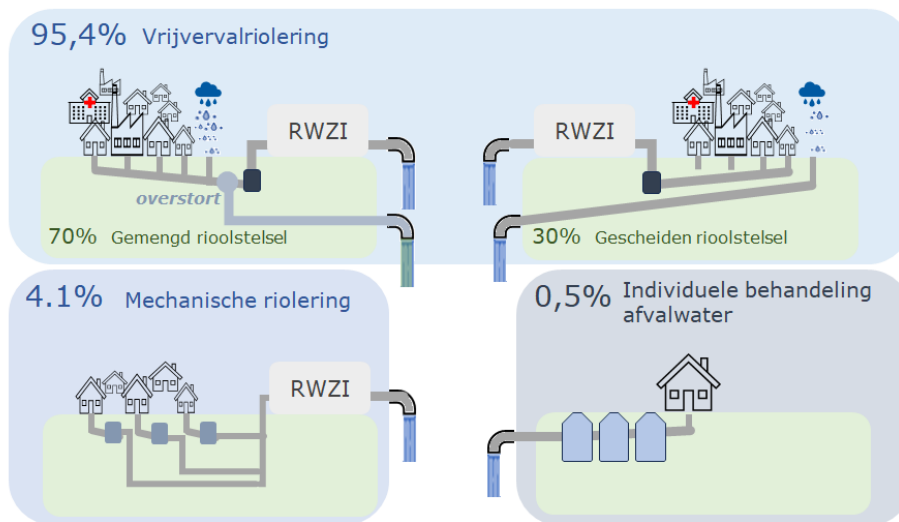 95,4% Vrijvervalriolering
RWZI
overstort
70% Gemengd rioolstelsel
RWZI
30% Gescheiden rioolstelsel
4.1% Mechanische riolering
RWZI
0,5% Individuele behandeling
afvalwater